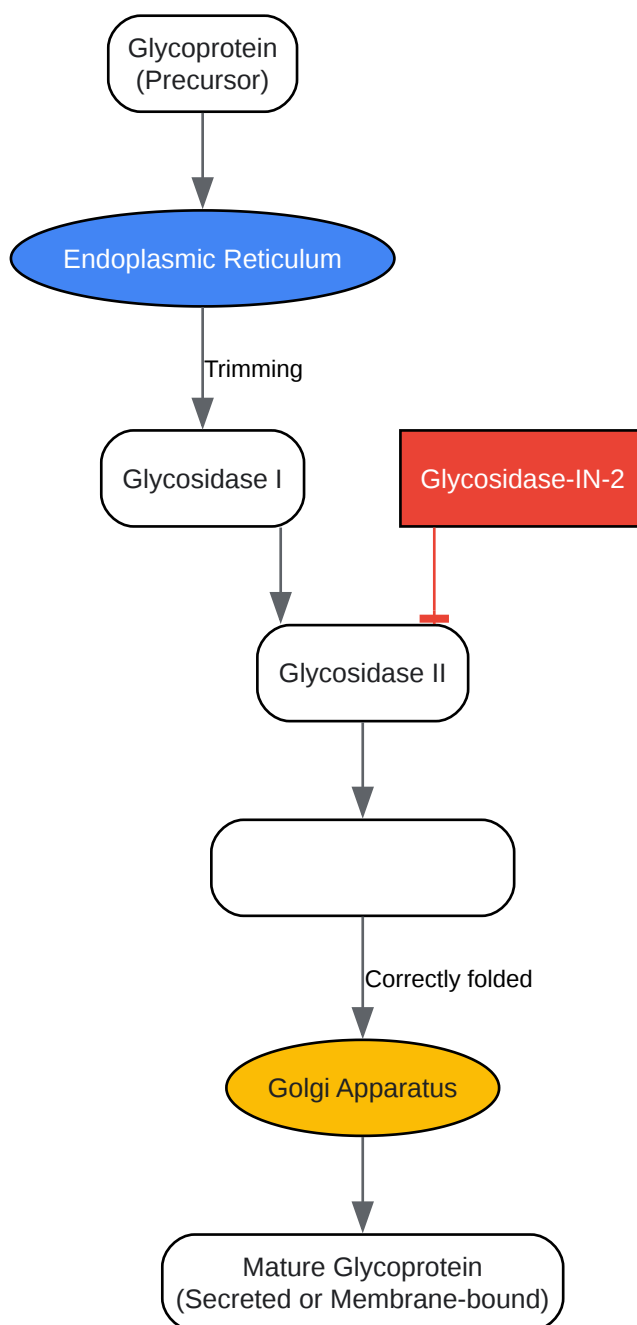 Glycoprotein
(Precursor)
Endoplasmic Reticulum
Trimming
Glycosidase I
Glycosidase-IN-2
Glycosidase II
Correctly folded
Golgi Apparatus
Mature Glycoprotein
(Secreted or Membrane-bound)